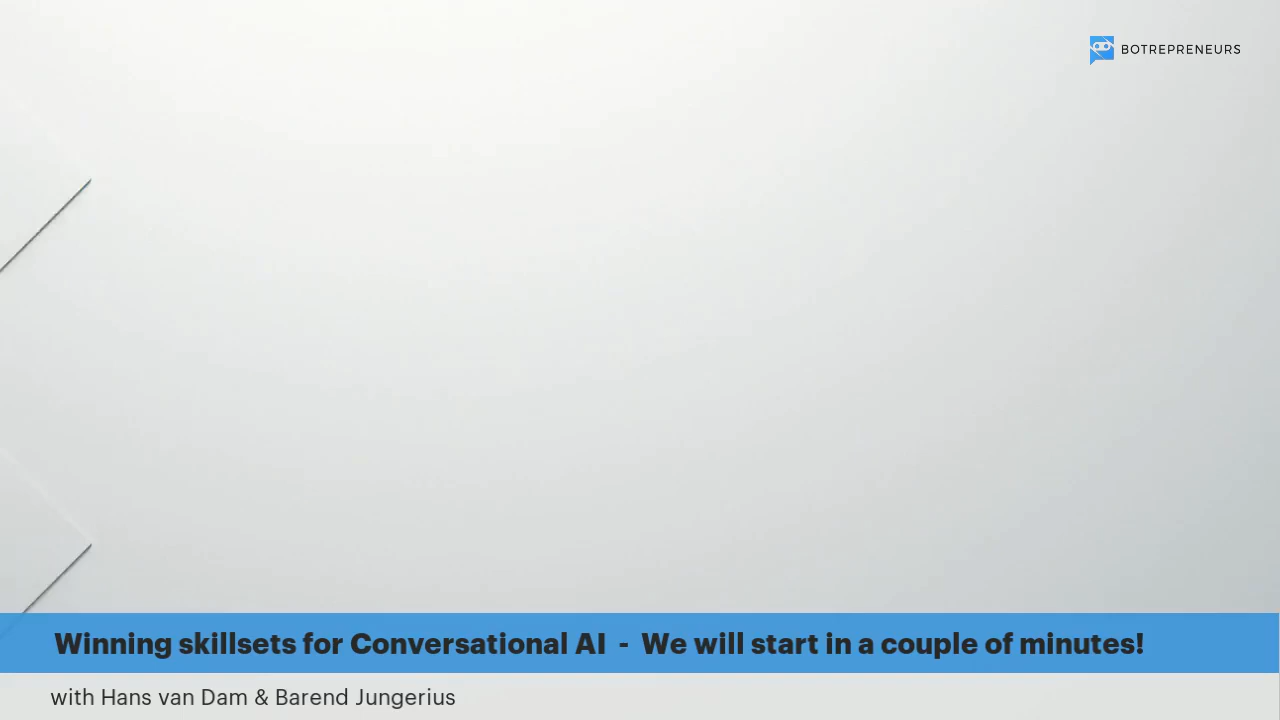 BOTREPRENEURS
Winning skillsets for Conversational AI - We will start in a couple of minutes!
with Hans van Dam & Barend Jungerius